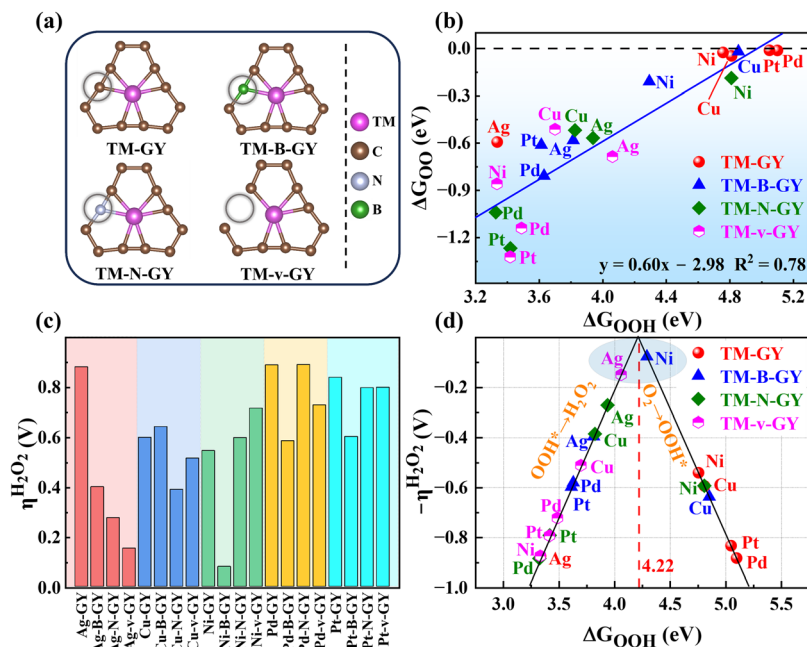 (a)
TM-GY
TM-B-GY
TM-N-GY
TM-v-GY
TM
C
N
B
(b)
0.0
-0.3
-0.6
-0.9
-1.2
ΔG_OO (eV)
3.2 3.6 4.0 4.4 4.8 5.2
ΔG_OOH (eV)
Ni
Cu
Pt
Pd
Cu
Ni
Ni
Cu
Cu
Ag
Ag
Pt
Ag
Ag
Pd
Ni
Pd
Pd
Pt
Pt
TM-GY
TM-B-GY
TM-N-GY
TM-v-GY
y = 0.60x − 2.98 R² = 0.78
(c)
η^H₂O₂ (V)
0.8
0.6
0.4
0.2
0.0
Ag-GY
Ag-B-GY
Ag-N-GY
Ag-v-GY
Cu-GY
Cu-B-GY
Cu-N-GY
Cu-v-GY
Ni-GY
Ni-B-GY
Ni-N-GY
Ni-v-GY
Pd-GY
Pd-B-GY
Pd-N-GY
Pd-v-GY
Pt-GY
Pt-B-GY
Pt-N-GY
Pt-v-GY
(d)
−η^H₂O₂ (V)
−0.2
−0.4
−0.6
−0.8
−1.0
3.0 3.5 4.0 4.5 5.0 5.5
ΔG_OOH (eV)
OOH*→H₂O₂
O₂→OOH*
4.22
Ag
Ni
Ag
Ag
Cu
Cu
Pd
Pt
Pd
Pt
Pt
Ni
Pd
Ag
Ni
Ni
Cu
Cu
Pt
Pd
TM-GY
TM-B-GY
TM-N-GY
TM-v-GY